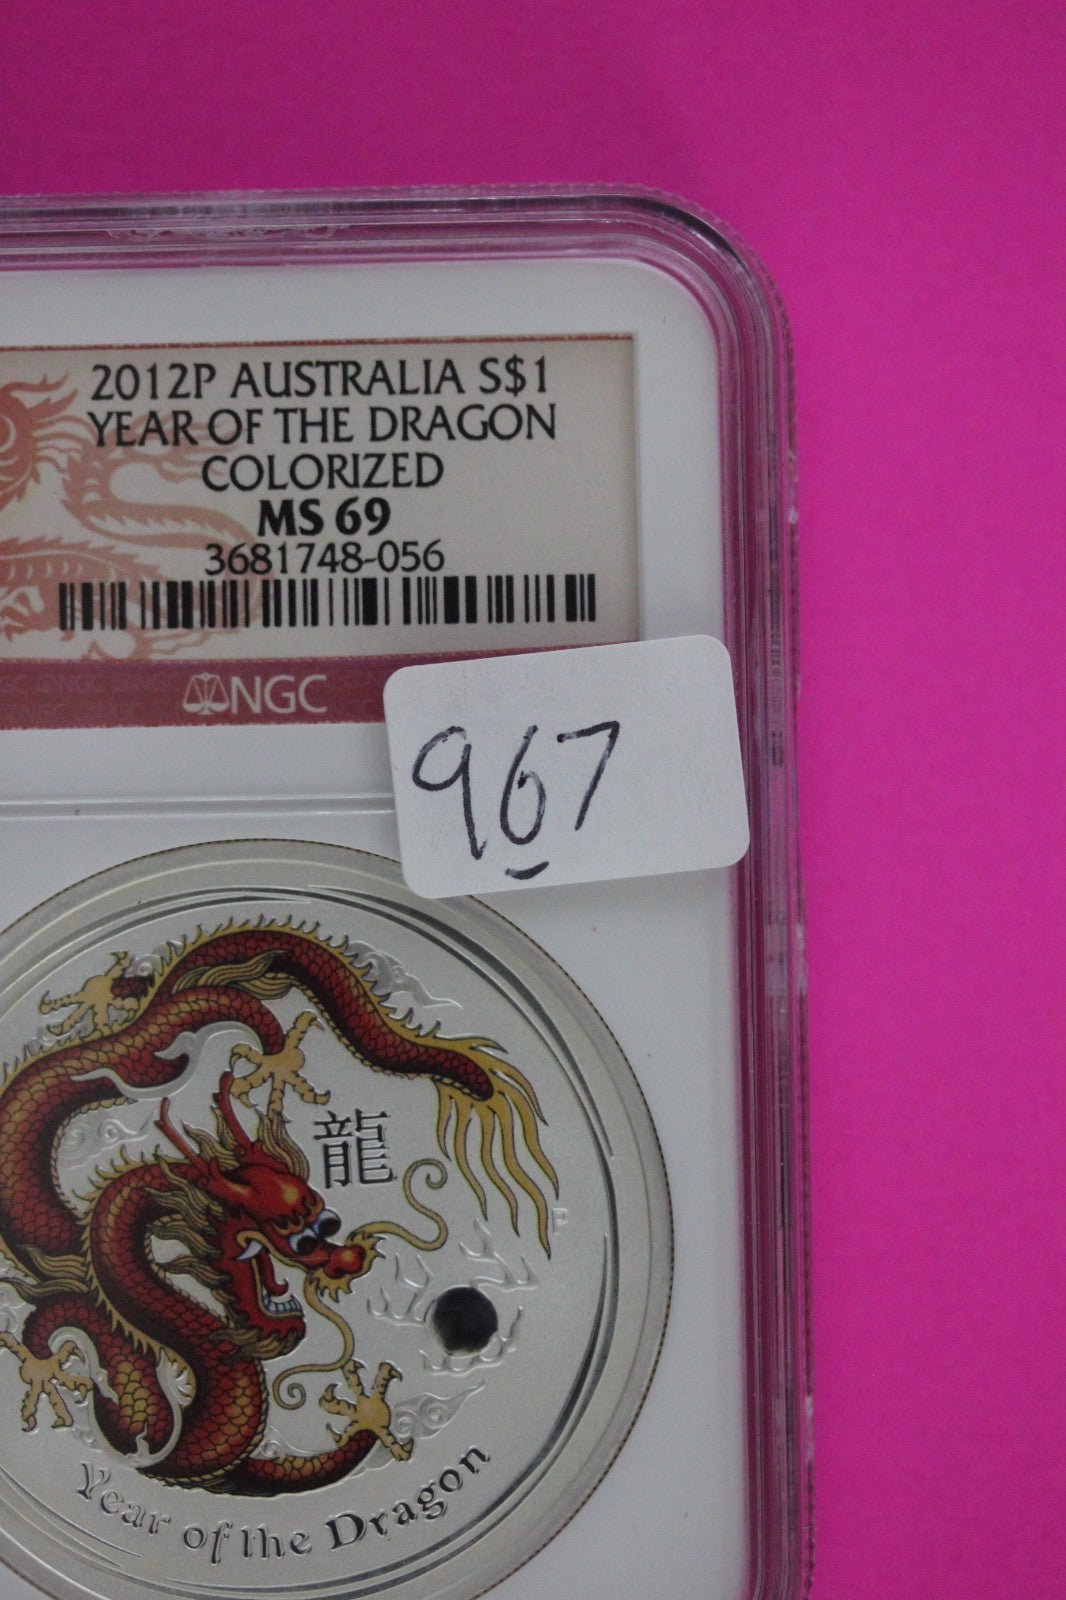 2012P AUSTRALIA S$1
YEAR OF THE DRAGON
COLORIZED
MS 69
3681748-056
NGC
967
龍
P
Year of the Dragon